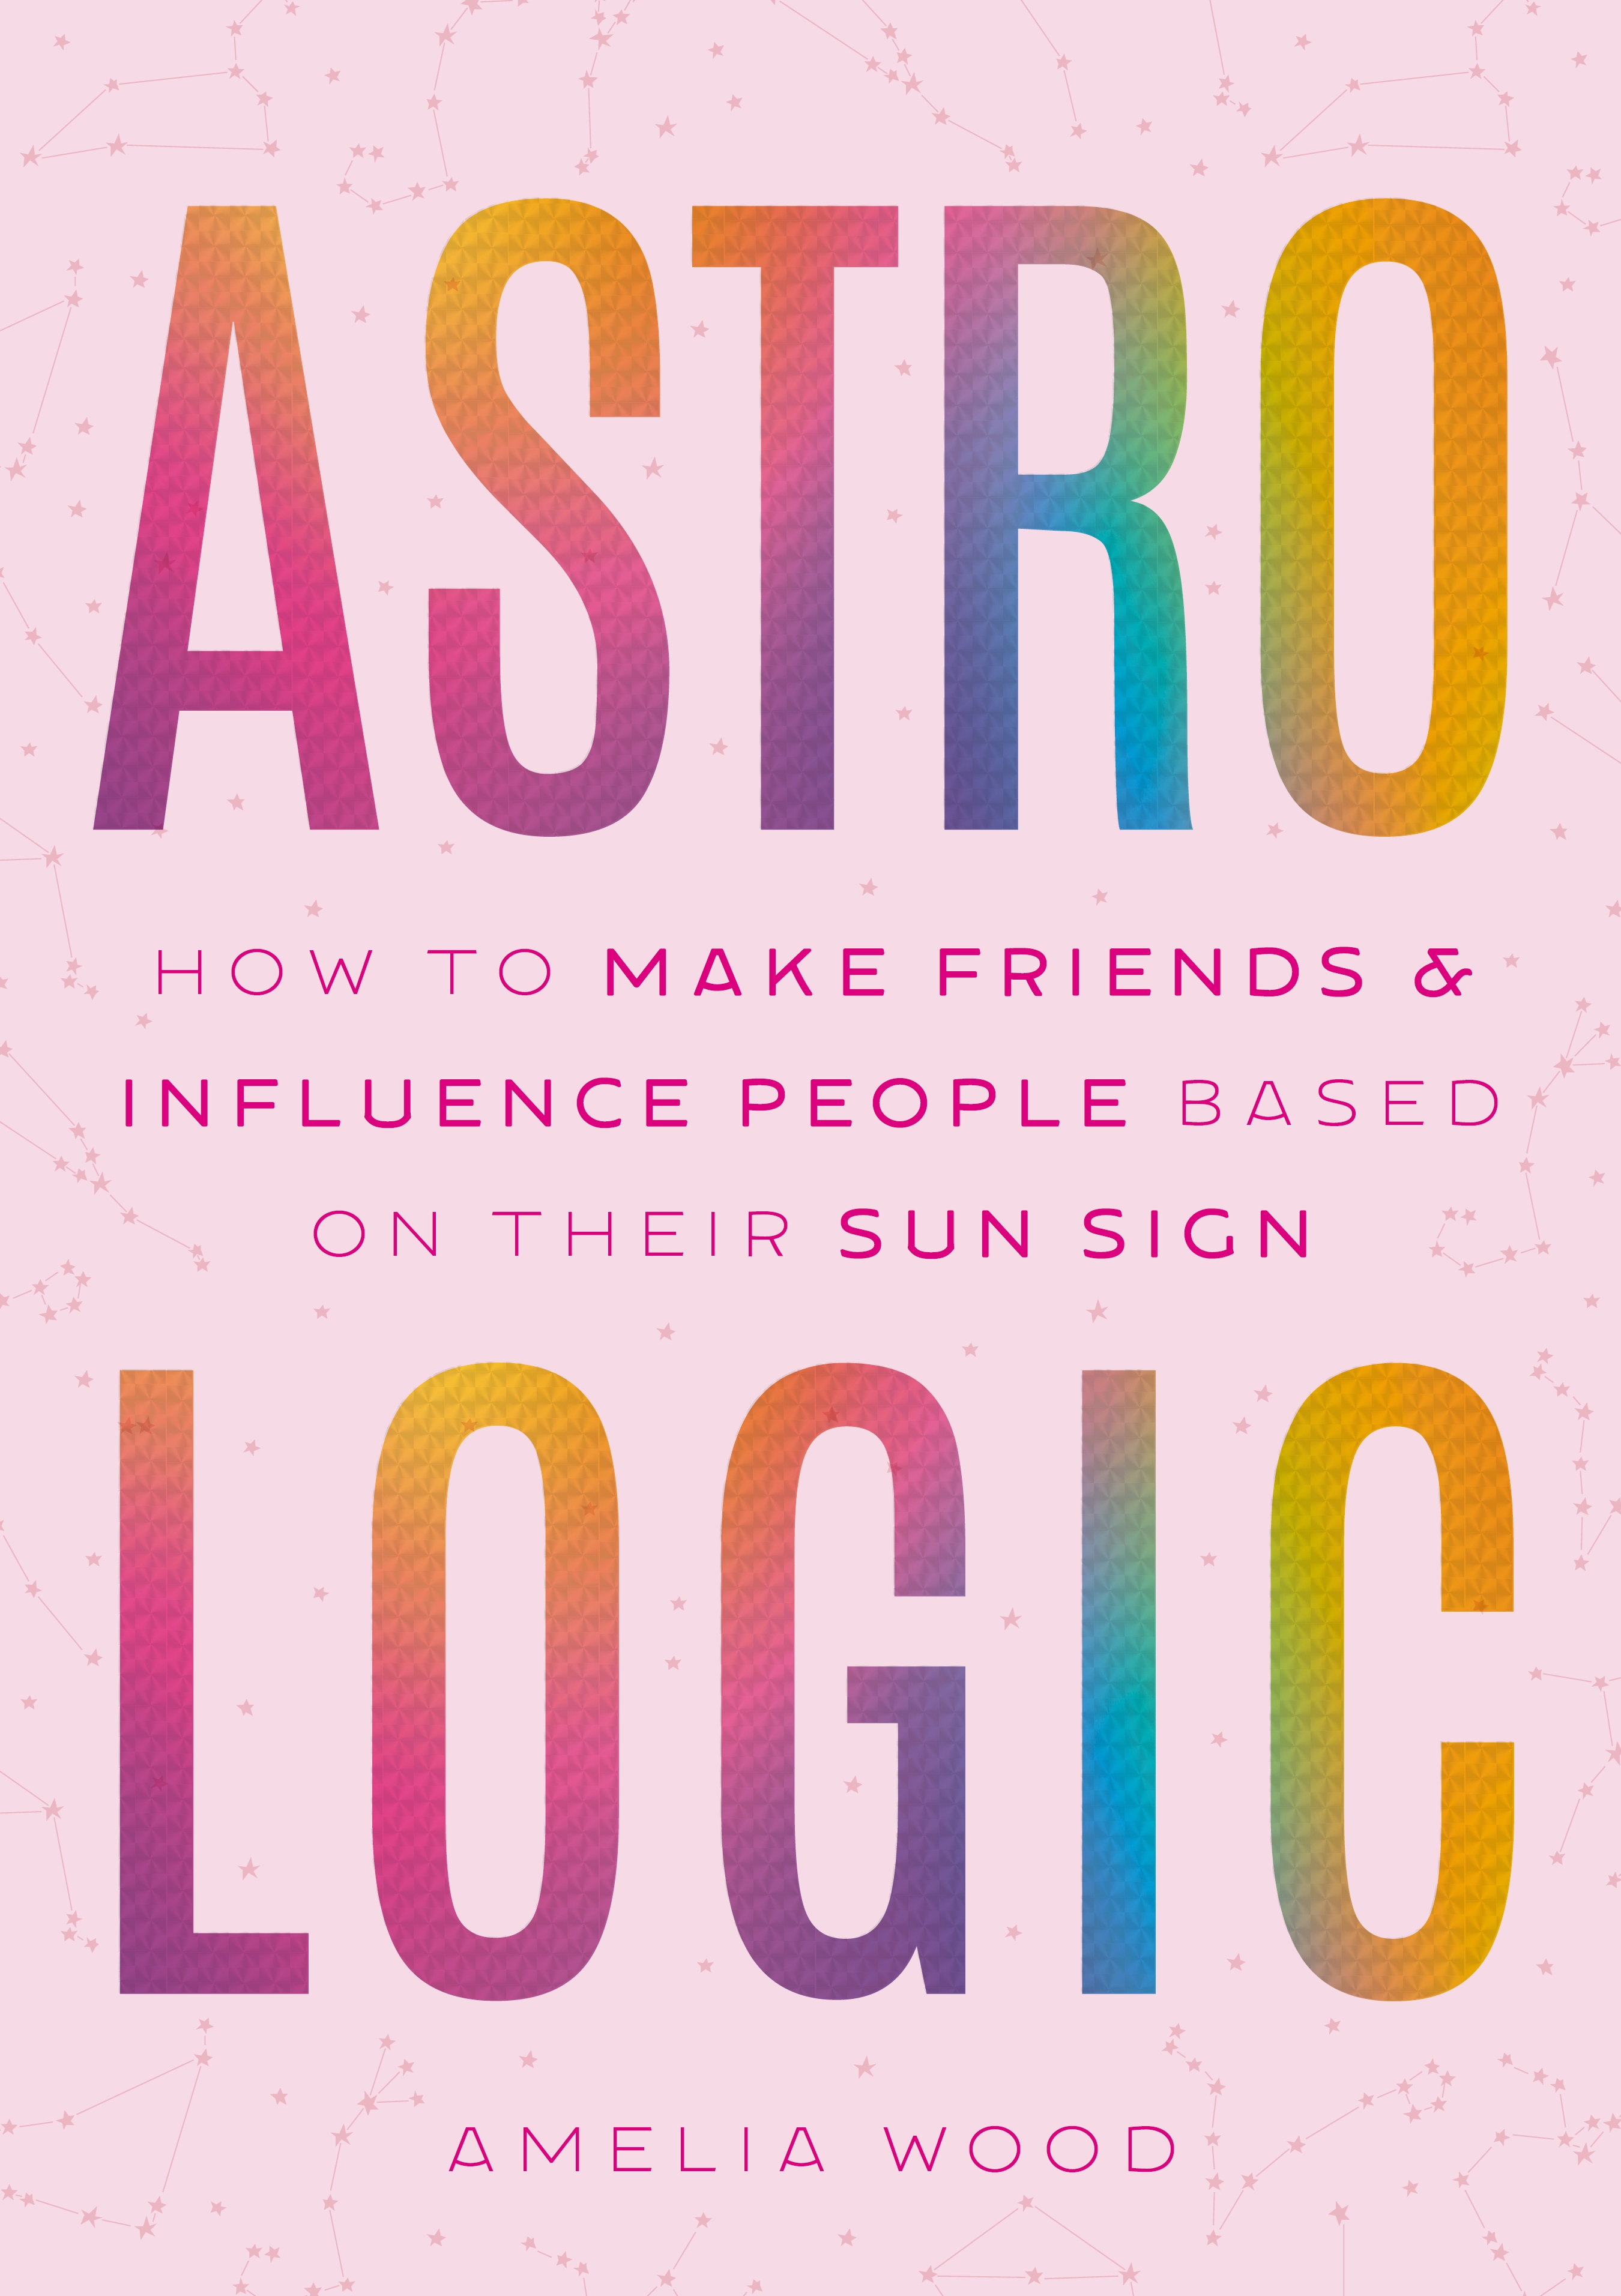 ASTRO
HOW TO MAKE FRIENDS &
INFLUENCE PEOPLE BASED
ON THEIR SUN SIGN
LOGIC
AMELIA WOOD